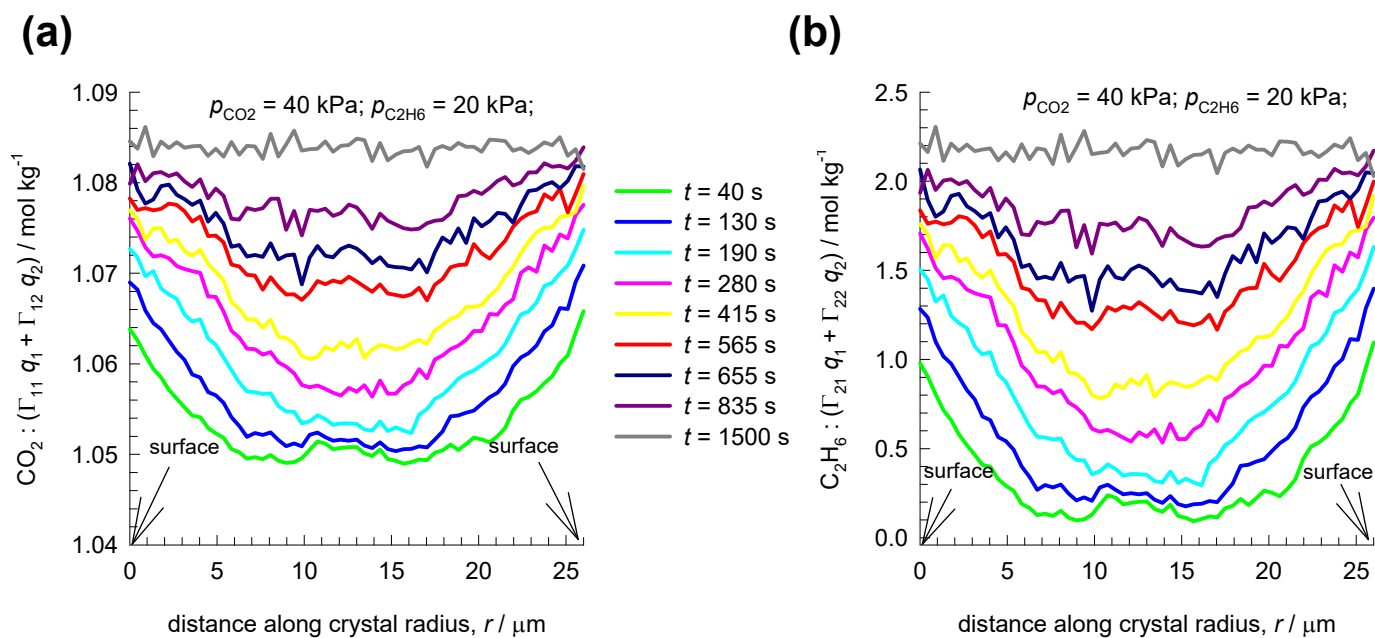 (a)
(b)
p_CO2 = 40 kPa; p_C2H6 = 20 kPa;
CO₂ : (Γ₁₁ q₁ + Γ₁₂ q₂) / mol kg⁻¹
1.09
1.08
1.07
1.06
1.05
1.04
surface
surface
0 5 10 15 20 25
distance along crystal radius, r / μm
t = 40 s
t = 130 s
t = 190 s
t = 280 s
t = 415 s
t = 565 s
t = 655 s
t = 835 s
t = 1500 s
p_CO2 = 40 kPa; p_C2H6 = 20 kPa;
C₂H₆ : (Γ₂₁ q₁ + Γ₂₂ q₂) / mol kg⁻¹
2.5
2.0
1.5
1.0
0.5
0.0
surface
surface
0 5 10 15 20 25
distance along crystal radius, r / μm